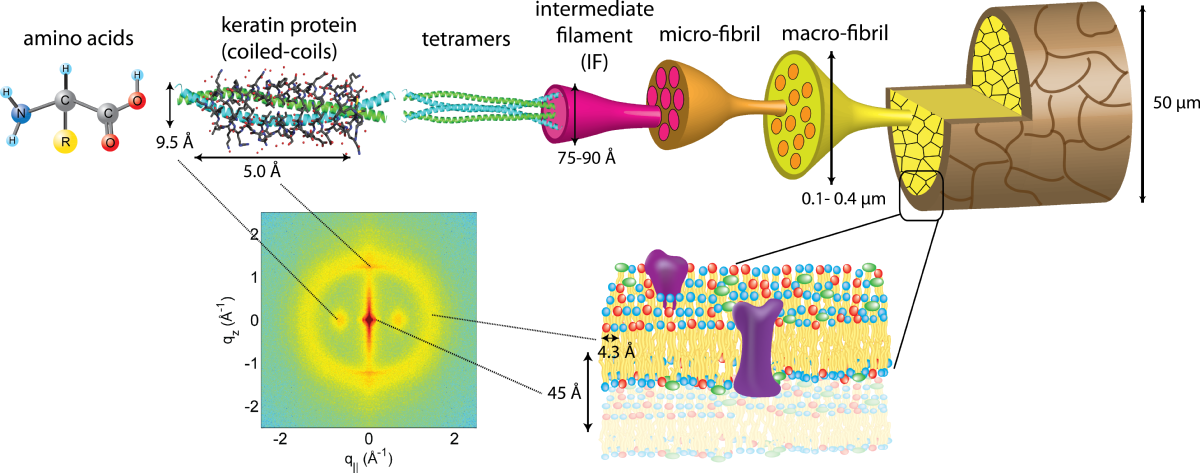 amino acids
keratin protein
(coiled-coils)
tetramers
intermediate
filament
(IF)
micro-fibril
macro-fibril
H
H
O
N
C
C
H
R
O
9.5 Å
5.0 Å
75-90 Å
0.1- 0.4 μm
50 μm
2
1
0
-1
-2
q_z (Å⁻¹)
-2
0
2
q_|| (Å⁻¹)
4.3 Å
45 Å